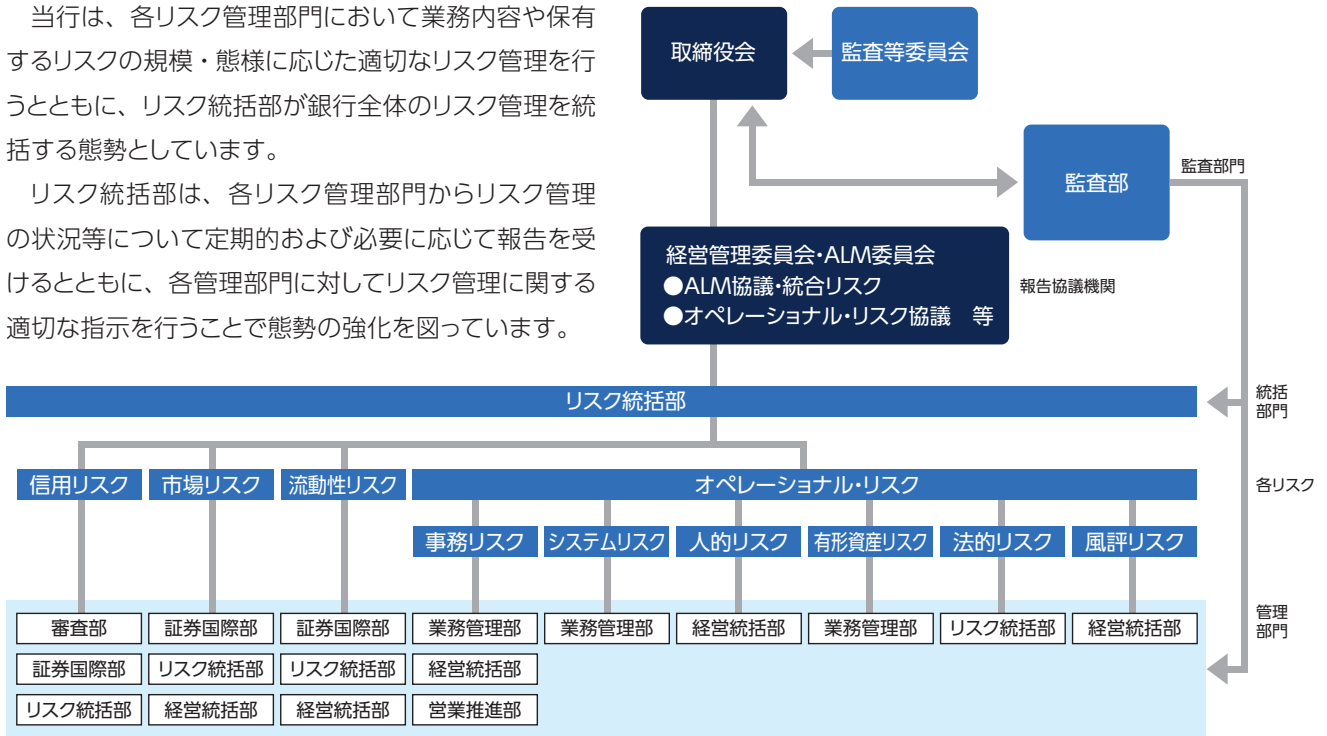 当行は、各リスク管理部門において業務内容や保有
するリスクの規模・態様に応じた適切なリスク管理を行
うとともに、リスク統括部が銀行全体のリスク管理を統
括する態勢としています。
リスク統括部は、各リスク管理部門からリスク管理
の状況等について定期的および必要に応じて報告を受
けるとともに、各管理部門に対してリスク管理に関する
適切な指示を行うことで態勢の強化を図っています。
取締役会
監査等委員会
監査部
監査部門
経営管理委員会・ALM委員会
●ALM協議・統合リスク
●オペレーショナル・リスク協議　等
報告協議機関
リスク統括部
統括
部門
信用リスク
市場リスク
流動性リスク
オペレーショナル・リスク
各リスク
事務リスク
システムリスク
人的リスク
有形資産リスク
法的リスク
風評リスク
審査部
証券国際部
証券国際部
業務管理部
業務管理部
経営統括部
業務管理部
リスク統括部
経営統括部
管理
部門
証券国際部
リスク統括部
リスク統括部
経営統括部
リスク統括部
経営統括部
経営統括部
営業推進部